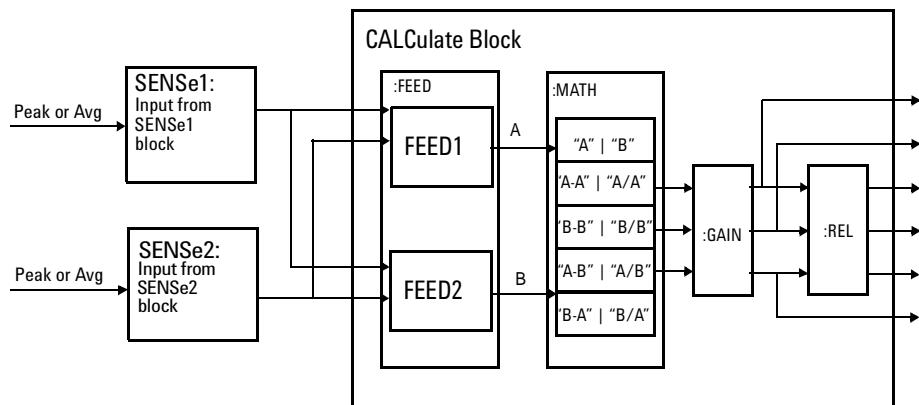 CALCulate Block
SENSe1:
Input from
SENSe1
block
Peak or Avg
:FEED
FEED1
A
:MATH
“A” | “B”
“A-A” | “A/A”
“B-B” | “B/B”
“A-B” | “A/B”
“B-A” | “B/A”
:GAIN
:REL
SENSe2:
Input from
SENSe2
block
Peak or Avg
FEED2
B